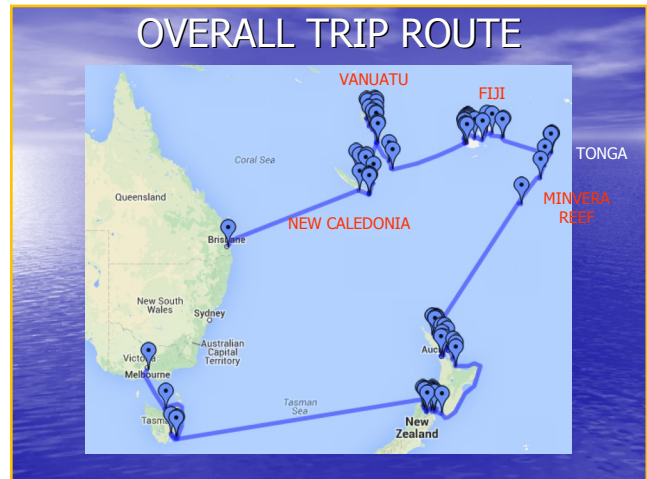 OVERALL TRIP ROUTE
VANUATU
FIJI
TONGA
Coral Sea
Queensland
MINVERA
REEF
NEW CALEDONIA
Brisbane
New South
Wales
Sydney
Australian
Capital
Territory
Victoria
Melbourne
Auc
Tasman
Sea
Tasm
New
Zealand